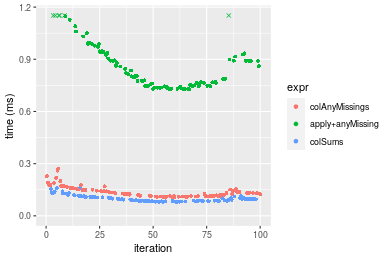 1.2
0.9
0.6
0.3
0.0
time (ms)
0
25
50
75
100
iteration
expr
colAnyMissings
apply+anyMissing
colSums